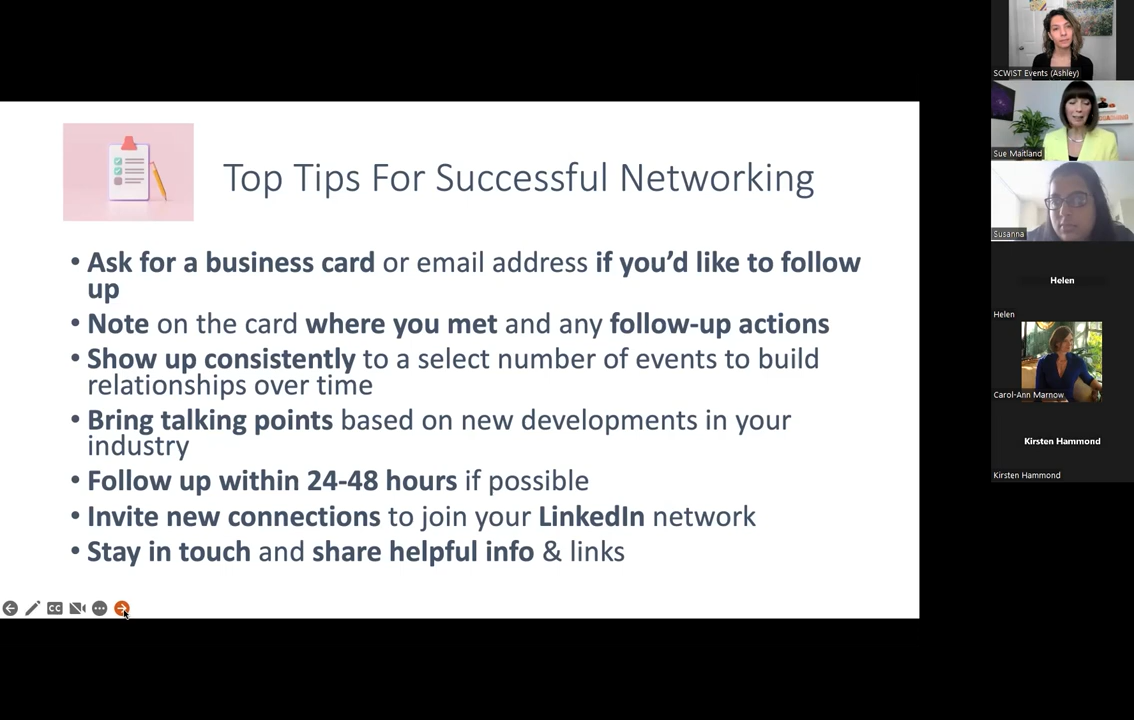 Top Tips For Successful Networking
• Ask for a business card or email address if you’d like to follow
up
• Note on the card where you met and any follow-up actions
• Show up consistently to a select number of events to build
relationships over time
• Bring talking points based on new developments in your
industry
• Follow up within 24-48 hours if possible
• Invite new connections to join your LinkedIn network
• Stay in touch and share helpful info & links
CC
SCWIST Events (Ashley)
Sue Maitland
Susanna
Helen
Helen
Carol-Ann Marnow
Kirsten Hammond
Kirsten Hammond